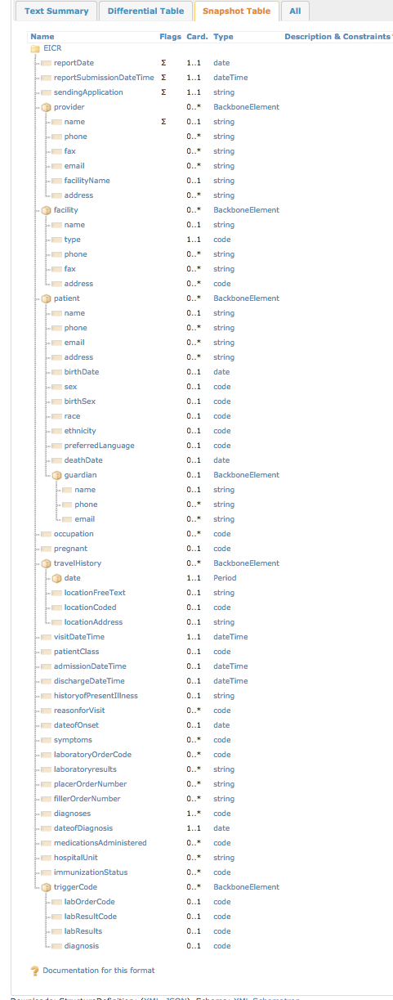 Text Summary Differential Table Snapshot Table All
Name Flags Card. Type Description & Constraints
EICR
reportDate Σ 1..1 date
reportSubmissionDateTime Σ 1..1 dateTime
sendingApplication Σ 1..1 string
provider 0..* BackboneElement
name Σ 0..1 string
phone 0..* string
fax 0..* string
email 0..* string
facilityName 0..1 string
address 0..* string
facility 0..* BackboneElement
name 0..1 string
type 1..1 code
phone 0..* string
fax 0..* string
address 0..* code
patient 0..* BackboneElement
name 0..1 string
phone 0..* string
email 0..* string
address 0..* string
birthDate 0..1 date
sex 0..1 code
birthSex 0..1 code
race 0..1 code
ethnicity 0..1 code
preferredLanguage 0..1 code
deathDate 0..1 date
guardian 0..1 BackboneElement
name 0..1 string
phone 0..* string
email 0..* string
occupation 0..* code
pregnant 0..1 code
travelHistory 0..* BackboneElement
date 1..1 Period
locationFreeText 0..1 string
locationCoded 0..1 code
locationAddress 0..1 string
visitDateTime 1..1 dateTime
patientClass 0..1 code
admissionDateTime 0..1 dateTime
dischargeDateTime 0..1 dateTime
historyofPresentIllness 0..1 string
reasonforVisit 0..* code
dateofOnset 0..1 date
symptoms 0..* code
laboratoryOrderCode 0..* code
laboratoryresults 0..* string
placerOrderNumber 0..* string
fillerOrderNumber 0..* string
diagnoses 1..* code
dateofDiagnosis 1..1 date
medicationsAdministered 0..* code
hospitalUnit 0..* string
immunizationStatus 0..* code
triggerCode 0..* BackboneElement
labOrderCode 0..1 code
labResultCode 0..1 code
labResults 0..1 code
diagnosis 0..1 code
Documentation for this format